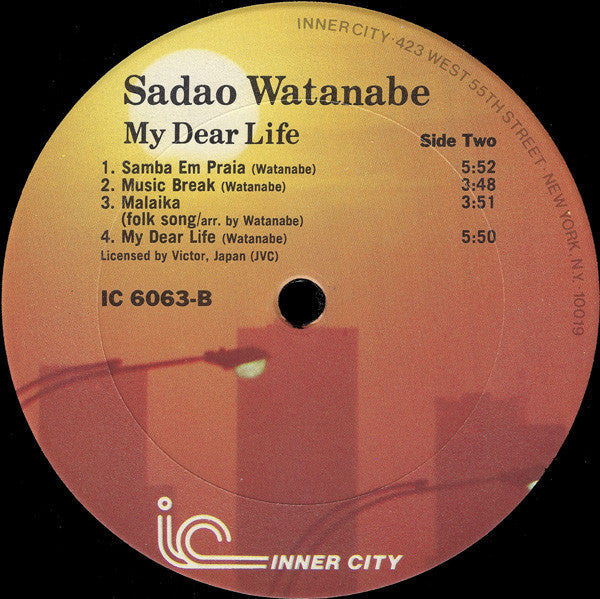 INNER CITY · 423 WEST 55TH STREET · NEW YORK, N.Y. 10019
Sadao Watanabe
My Dear Life
Side Two
1. Samba Em Praia (Watanabe) 5:52
2. Music Break (Watanabe) 3:48
3. Malaika 3:51
(folk song/arr. by Watanabe)
4. My Dear Life (Watanabe) 5:50
Licensed by Victor, Japan (JVC)
IC 6063-B
ic
INNER CITY